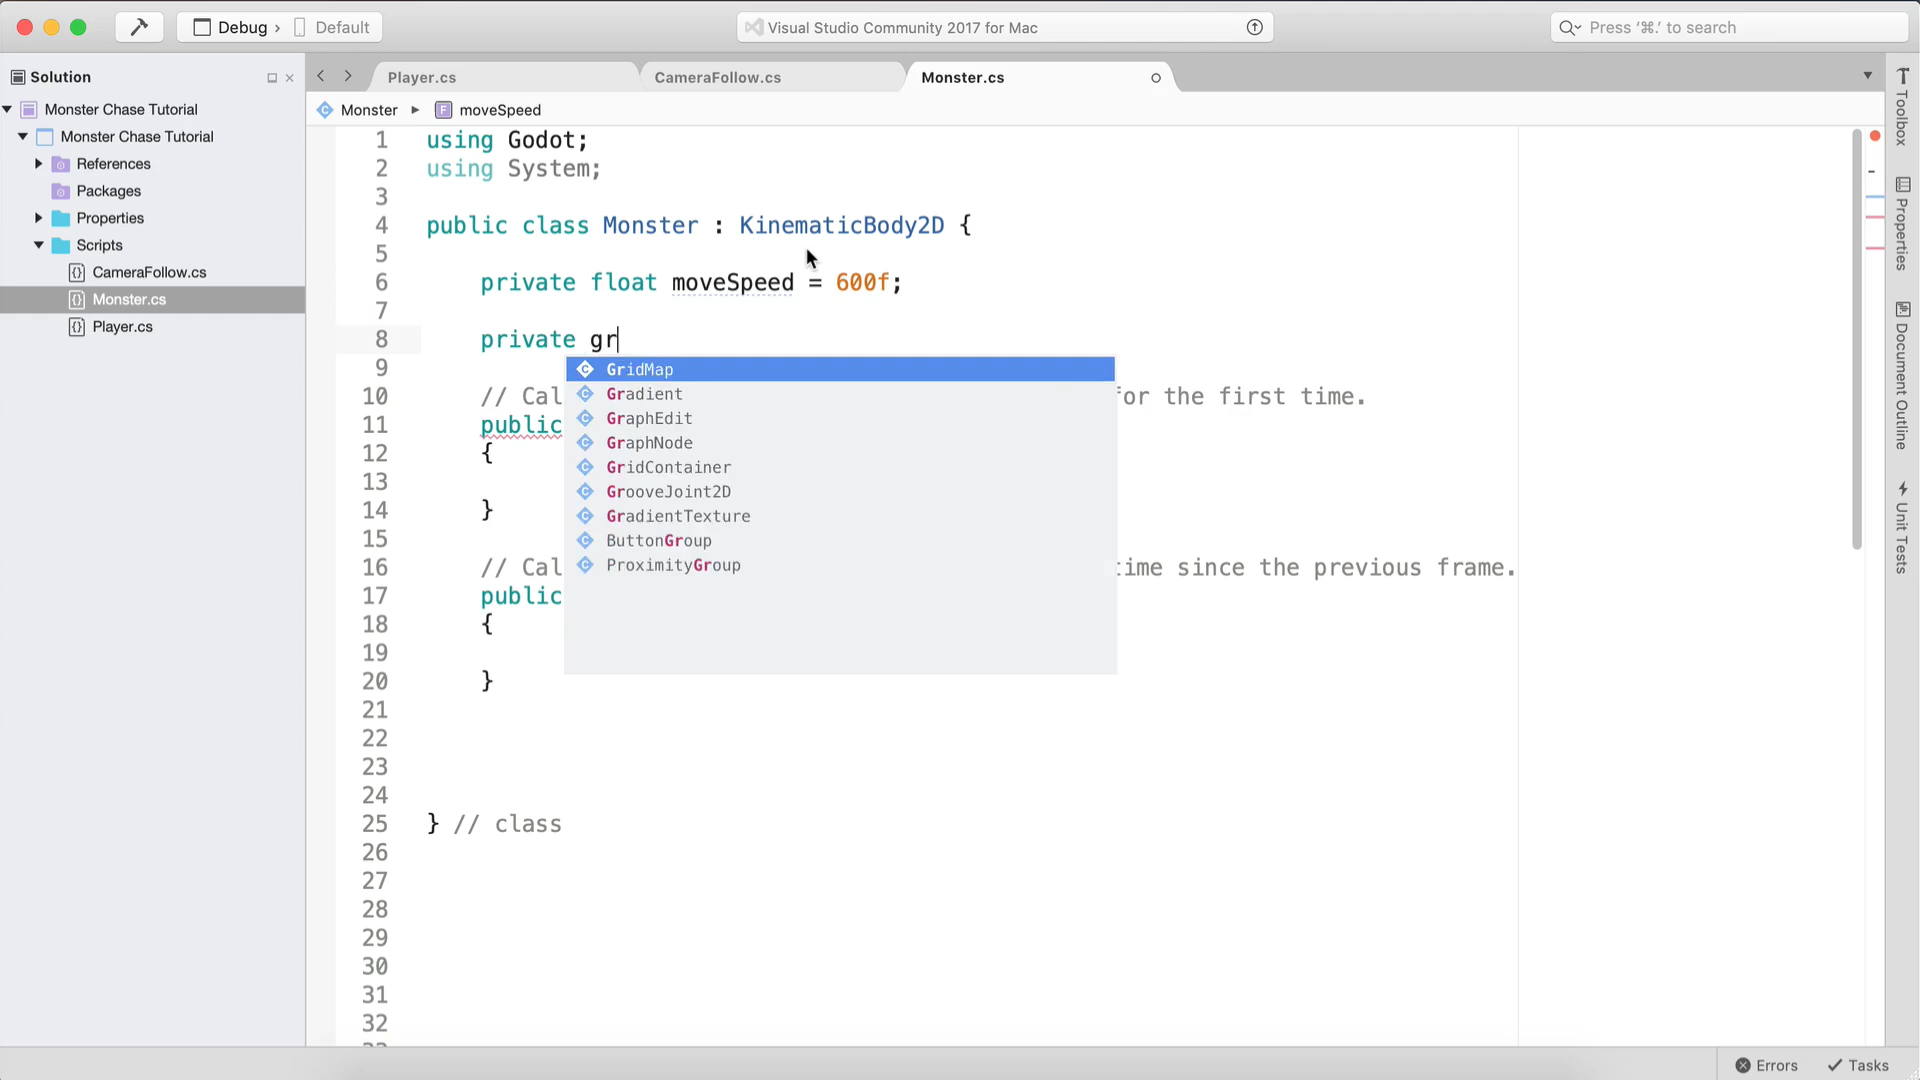 Debug › Default
Visual Studio Community 2017 for Mac
Press ‘⌘.’ to search
Solution
Monster Chase Tutorial
Monster Chase Tutorial
References
Packages
Properties
Scripts
CameraFollow.cs
Monster.cs
Player.cs
Player.cs
CameraFollow.cs
Monster.cs
Monster
moveSpeed
1 using Godot;
2 using System;
3
4 public class Monster : KinematicBody2D {
5
6 private float moveSpeed = 600f;
7
8 private gr
9
10 // Cal for the first time.
11 public
12 {
13
14 }
15
16 // Cal time since the previous frame.
17 public
18 {
19
20 }
21
22
23
24
25 } // class
26
27
28
29
30
31
32
GridMap
Gradient
GraphEdit
GraphNode
GridContainer
GrooveJoint2D
GradientTexture
ButtonGroup
ProximityGroup
Toolbox
Properties
Document Outline
Unit Tests
Errors
Tasks